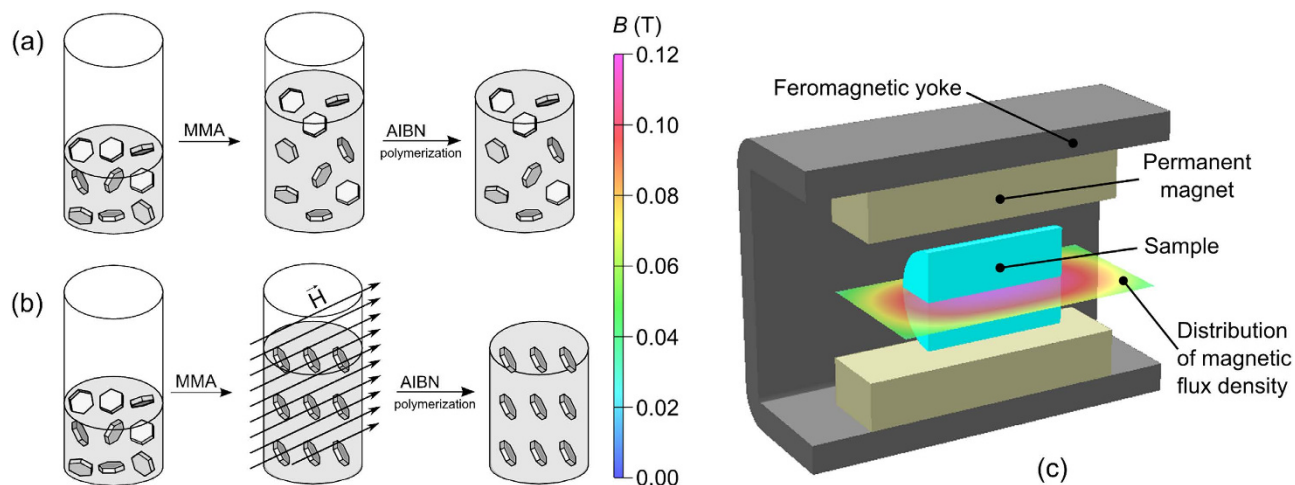 (a)
MMA
AIBN
polymerization
(b)
H
MMA
AIBN
polymerization
B (T)
0.12
0.10
0.08
0.06
0.04
0.02
0.00
Feromagnetic yoke
Permanent
magnet
Sample
Distribution
of magnetic
flux density
(c)